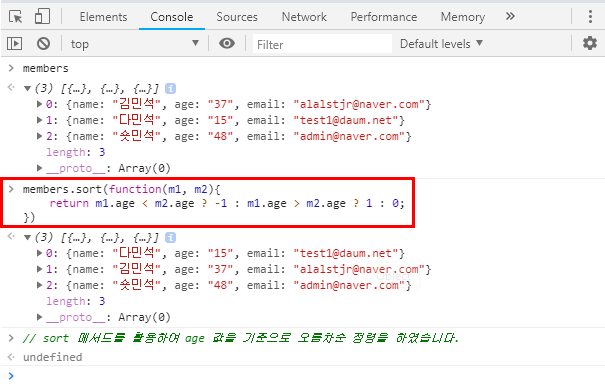 Elements Console Sources Network Performance Memory »
top Filter Default levels ▼
> members
▼ (3) [{…}, {…}, {…}] i
▶ 0: {name: "김민석", age: "37", email: "alalstjr@naver.com"}
▶ 1: {name: "다민석", age: "15", email: "test1@daum.net"}
▶ 2: {name: "숏민석", age: "48", email: "admin@naver.com"}
length: 3
▶ __proto__: Array(0)
> members.sort(function(m1, m2){
return m1.age < m2.age ? -1 : m1.age > m2.age ? 1 : 0;
})
▼ (3) [{…}, {…}, {…}] i
▶ 0: {name: "다민석", age: "15", email: "test1@daum.net"}
▶ 1: {name: "김민석", age: "37", email: "alalstjr@naver.com"}
▶ 2: {name: "숏민석", age: "48", email: "admin@naver.com"}
length: 3
▶ __proto__: Array(0)
> // sort 메서드를 활용하여 age 값을 기준으로 오름차순 정령을 하였습니다.
undefined
>